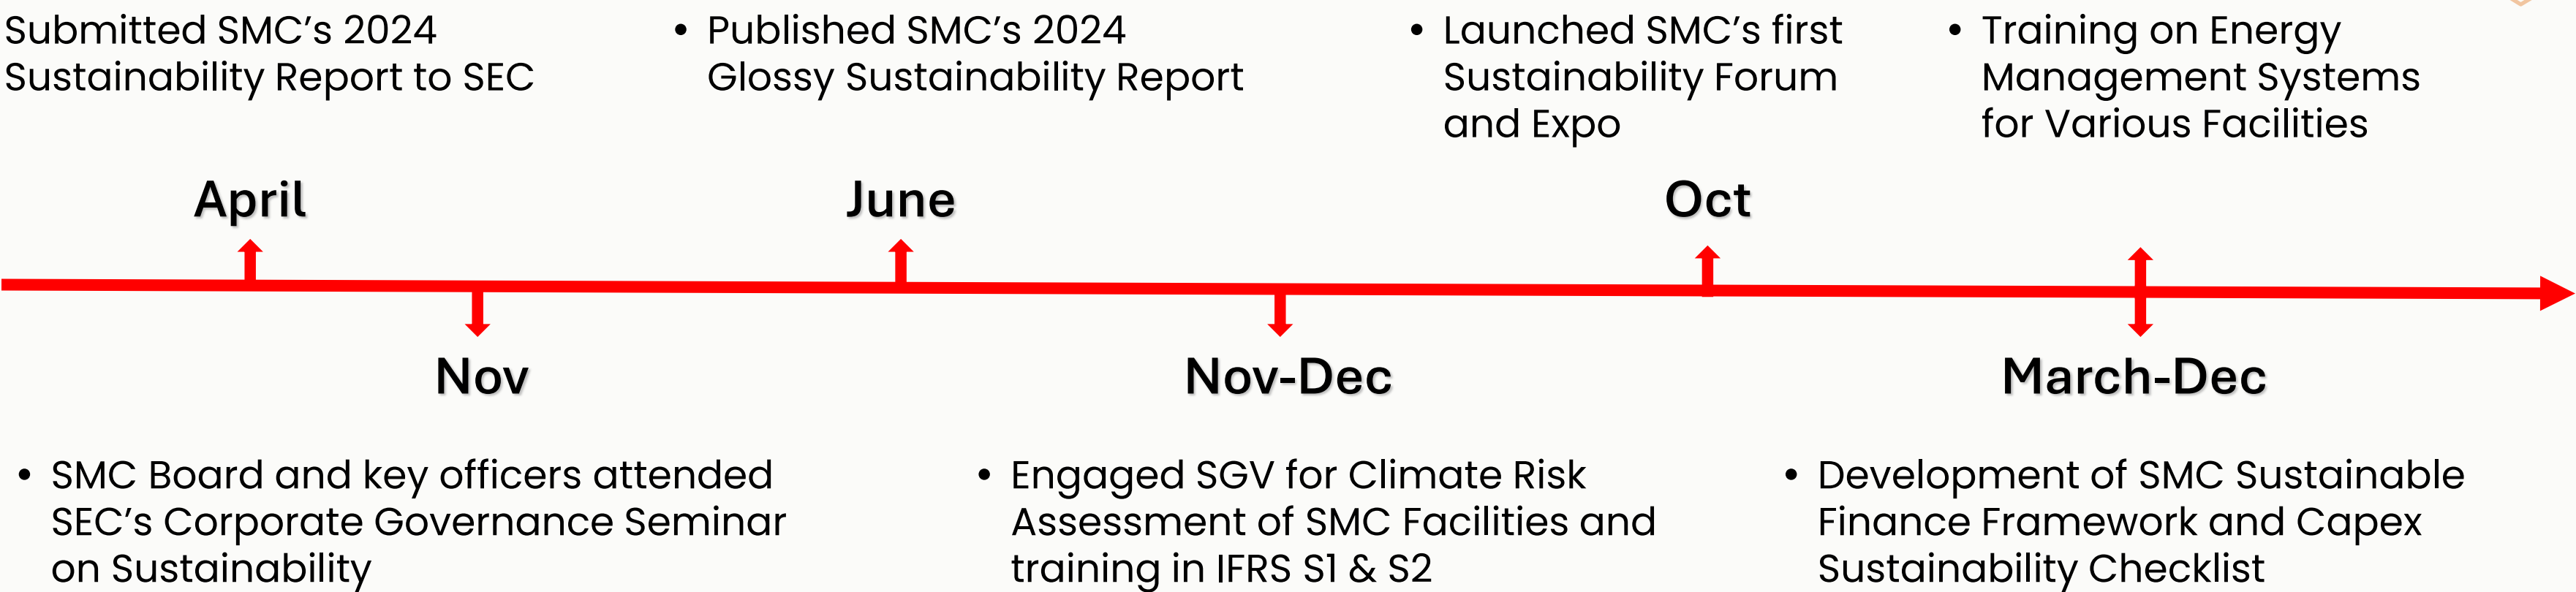 Submitted SMC's 2024
Sustainability Report to SEC
• Published SMC's 2024
Glossy Sustainability Report
• Launched SMC's first
Sustainability Forum
and Expo
• Training on Energy
Management Systems
for Various Facilities
April
June
Oct
Nov
Nov-Dec
March-Dec
• SMC Board and key officers attended
SEC's Corporate Governance Seminar
on Sustainability
• Engaged SGV for Climate Risk
Assessment of SMC Facilities and
training in IFRS S1 & S2
• Development of SMC Sustainable
Finance Framework and Capex
Sustainability Checklist